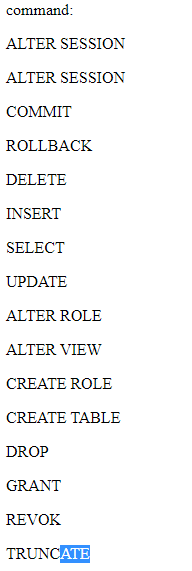 command:
ALTER SESSION
ALTER SESSION
COMMIT
ROLLBACK
DELETE
INSERT
SELECT
UPDATE
ALTER ROLE
ALTER VIEW
CREATE ROLE
CREATE TABLE
DROP
GRANT
REVOK
TRUNCATE